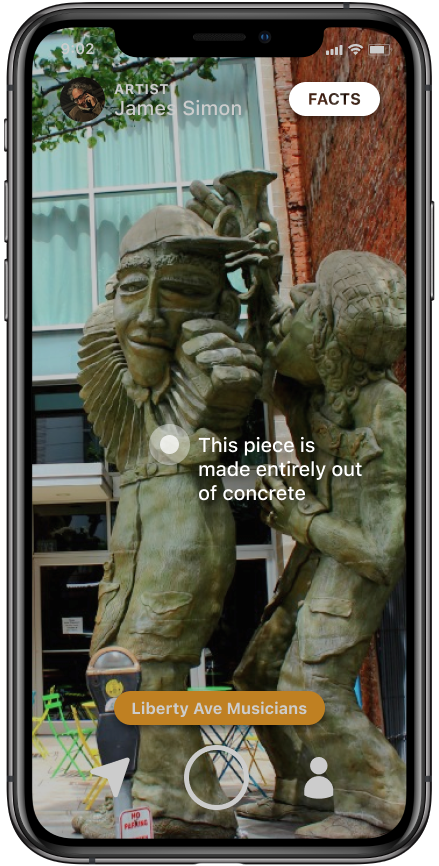 9:02
ARTIST
James Simon
FACTS
This piece is
made entirely out
of concrete
Liberty Ave Musicians
NO
PARKING